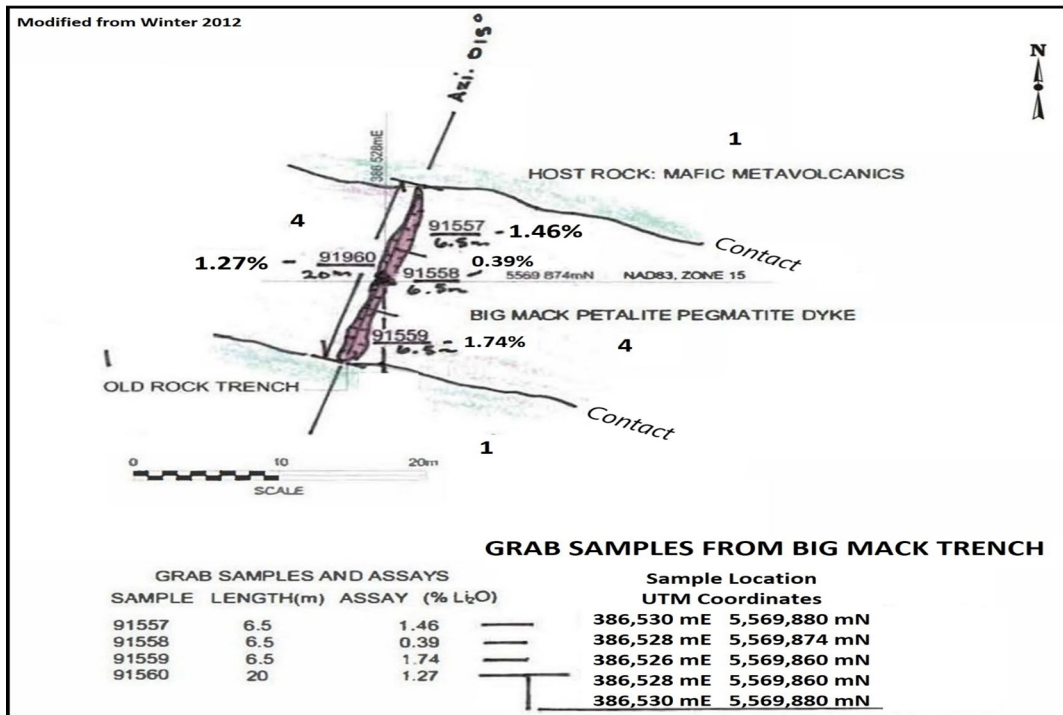 Modified from Winter 2012
N
Azi. 015°
386 528mE
1
HOST ROCK: MAFIC METAVOLCANICS
4
91557 - 1.46%
6.5m
Contact
1.27% - 91960
20m
0.39%
91558
6.5m
5569 874mN NAD83, ZONE 15
BIG MACK PETALITE PEGMATITE DYKE
91559 - 1.74%
6.5m
4
OLD ROCK TRENCH
Contact
1
0 10 20m
SCALE
GRAB SAMPLES FROM BIG MACK TRENCH
GRAB SAMPLES AND ASSAYS
SAMPLE LENGTH(m) ASSAY (% Li₂O)
91557 6.5 1.46
91558 6.5 0.39
91559 6.5 1.74
91560 20 1.27
Sample Location
UTM Coordinates
386,530 mE 5,569,880 mN
386,528 mE 5,569,874 mN
386,526 mE 5,569,860 mN
386,528 mE 5,569,860 mN
386,530 mE 5,569,880 mN